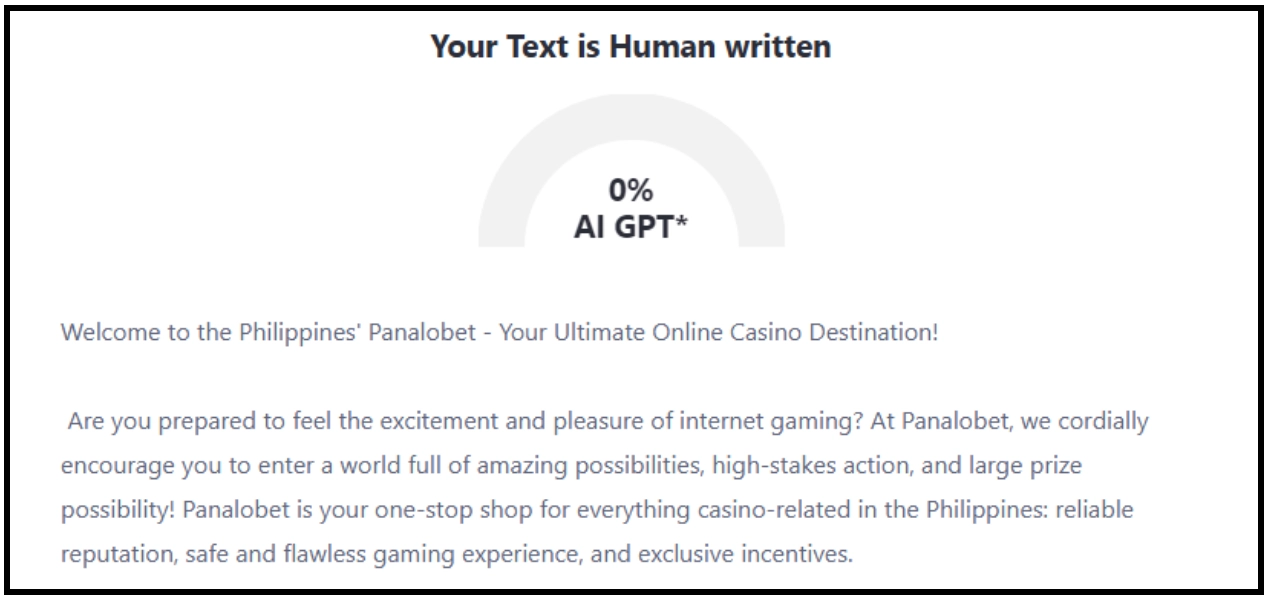 Your Text is Human written
0%
AI GPT*
Welcome to the Philippines' Panalobet - Your Ultimate Online Casino Destination!
Are you prepared to feel the excitement and pleasure of internet gaming? At Panalobet, we cordially
encourage you to enter a world full of amazing possibilities, high-stakes action, and large prize
possibility! Panalobet is your one-stop shop for everything casino-related in the Philippines: reliable
reputation, safe and flawless gaming experience, and exclusive incentives.